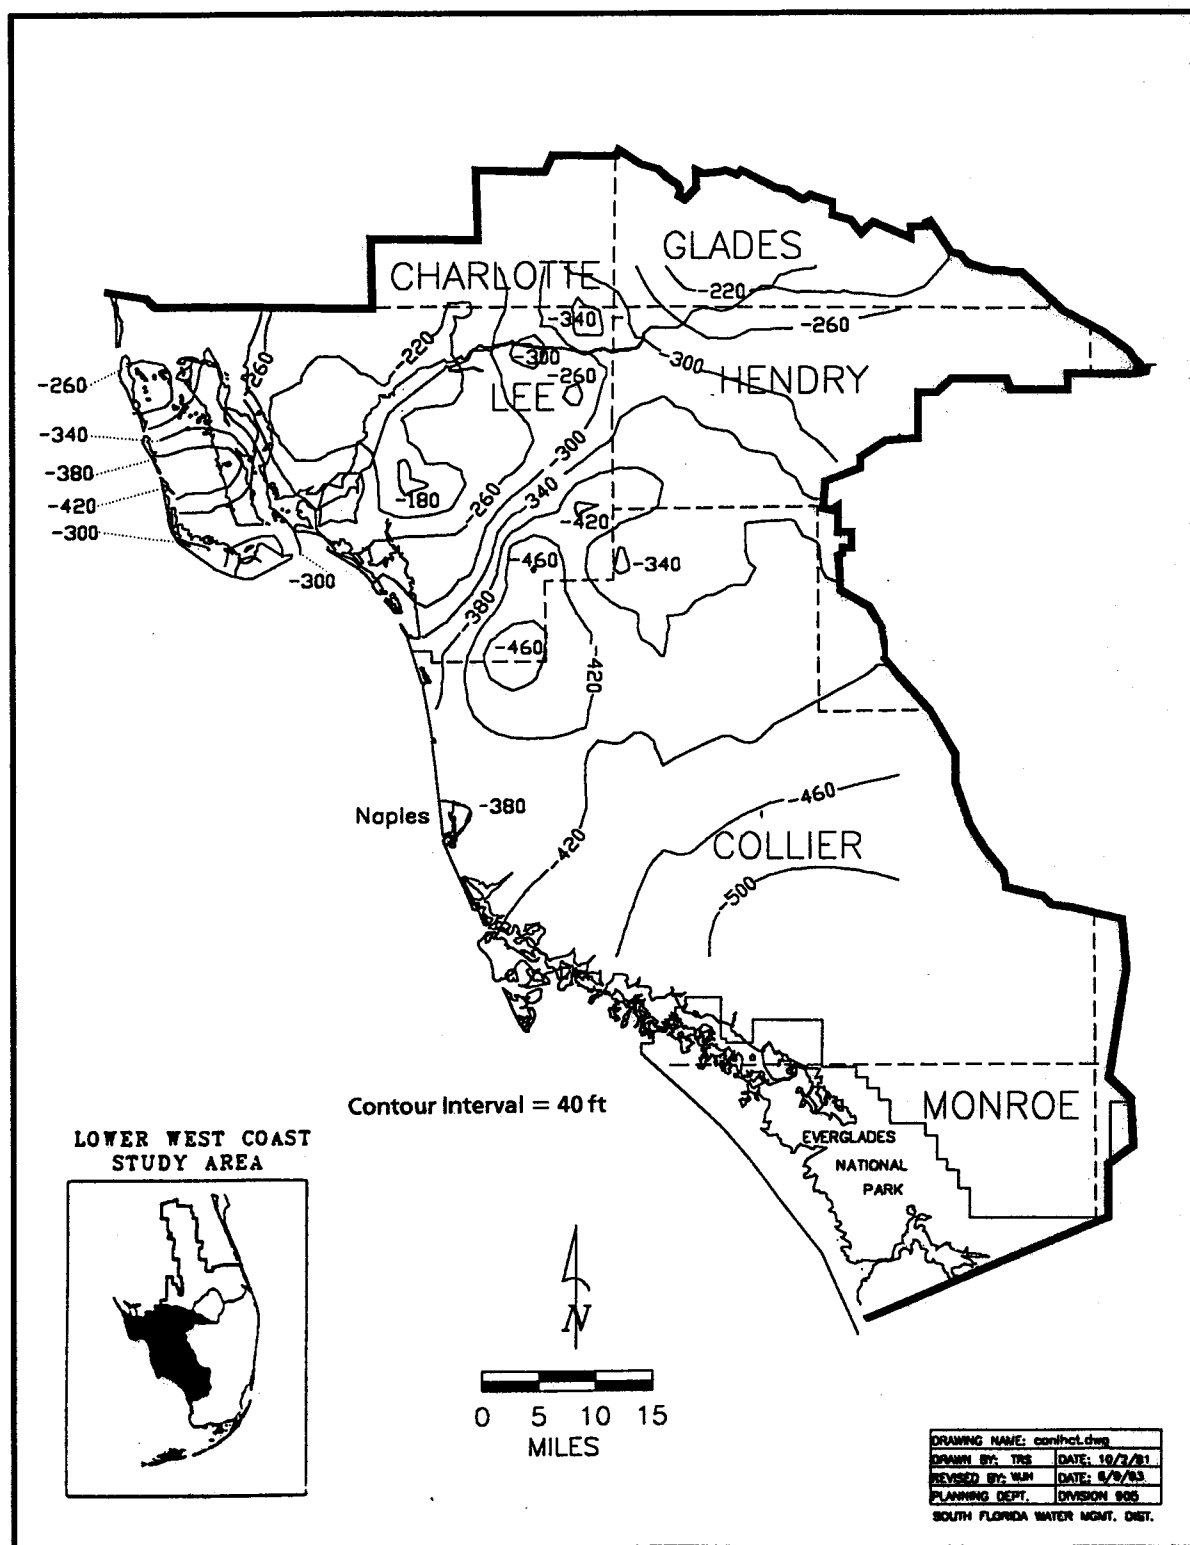 GLADES
CHARLOTTE
-220
-340
-260
-220
-300
-300
-260
-260
-260
LEE
HENDRY
-340
-300
-380
-180
-260
-340
-420
-420
-300
-460
-340
-300
-380
-460
-420
-380
Naples
-460
-420
COLLIER
-500
Contour Interval = 40 ft
MONROE
EVERGLADES
NATIONAL
PARK
LOWER WEST COAST
STUDY AREA
N
0 5 10 15
MILES
DRAWING NAME: conlhct.dwg
DRAWN BY: TRS DATE: 10/2/91
REVISED BY: WJH DATE: 6/9/93
PLANNING DEPT. DIVISION 905
SOUTH FLORIDA WATER MGMT. DIST.